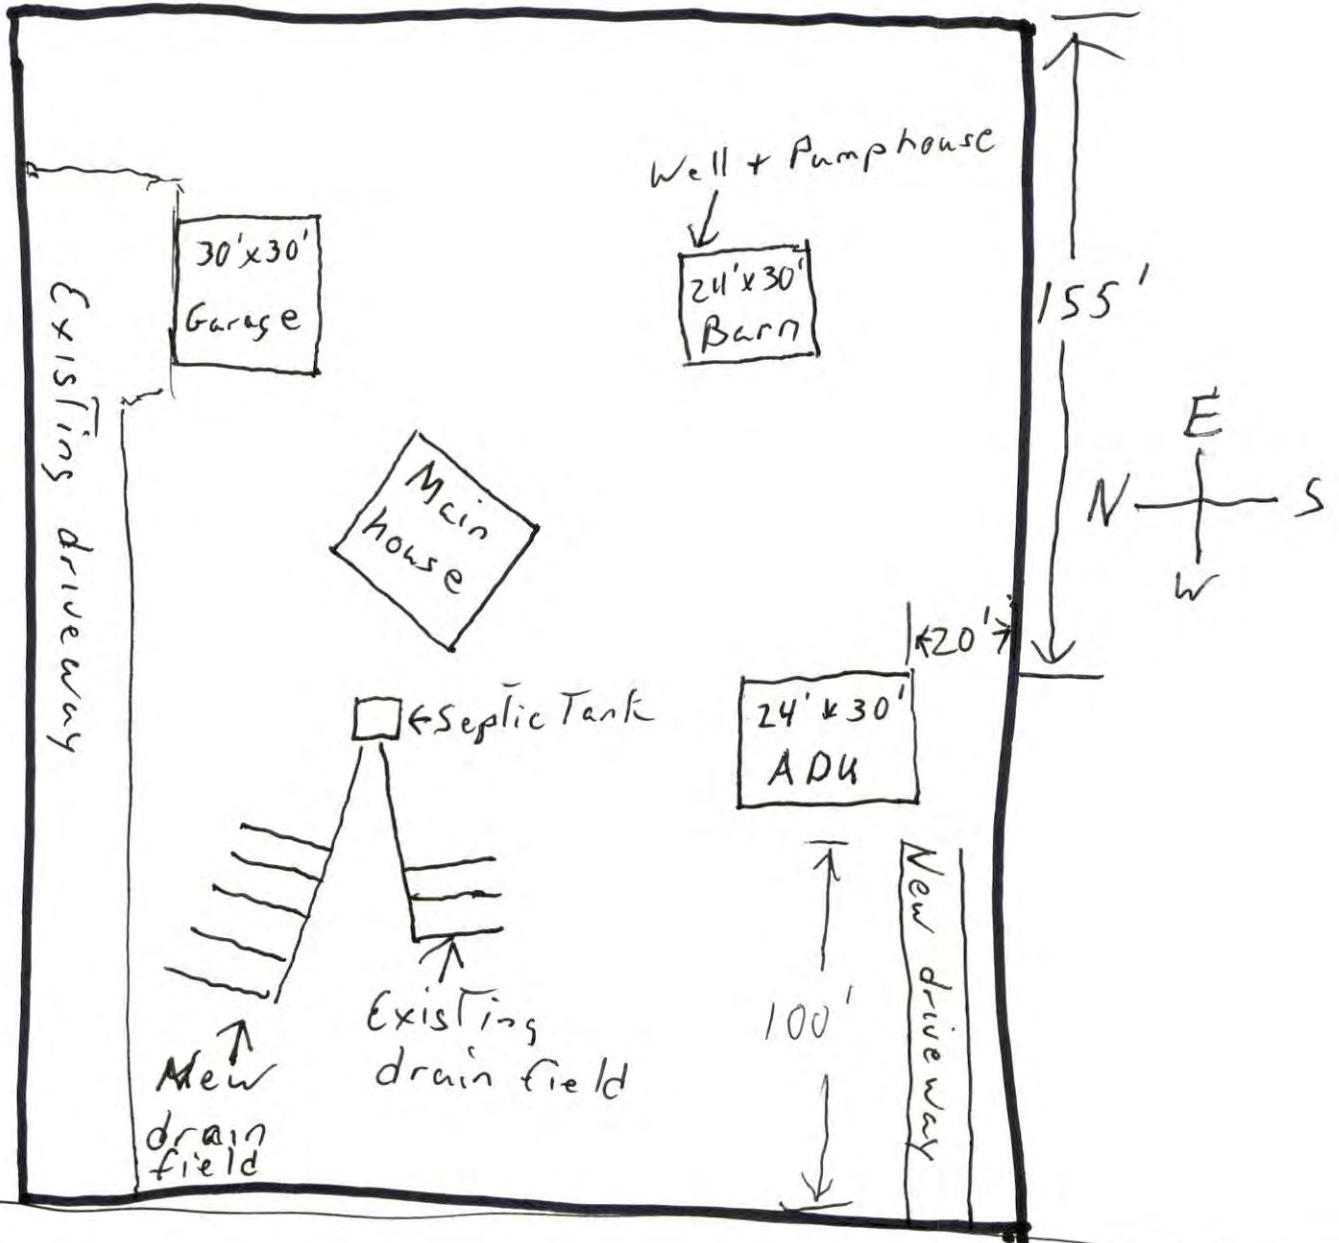 Well + Pumphouse
30'x30'
Garage
24'x30'
Barn
155'
Existing driveway
E
N
S
W
Main
house
20'
Septic Tank
24' x 30'
ADU
New driveway
100'
Existing
drain field
New
drain
field